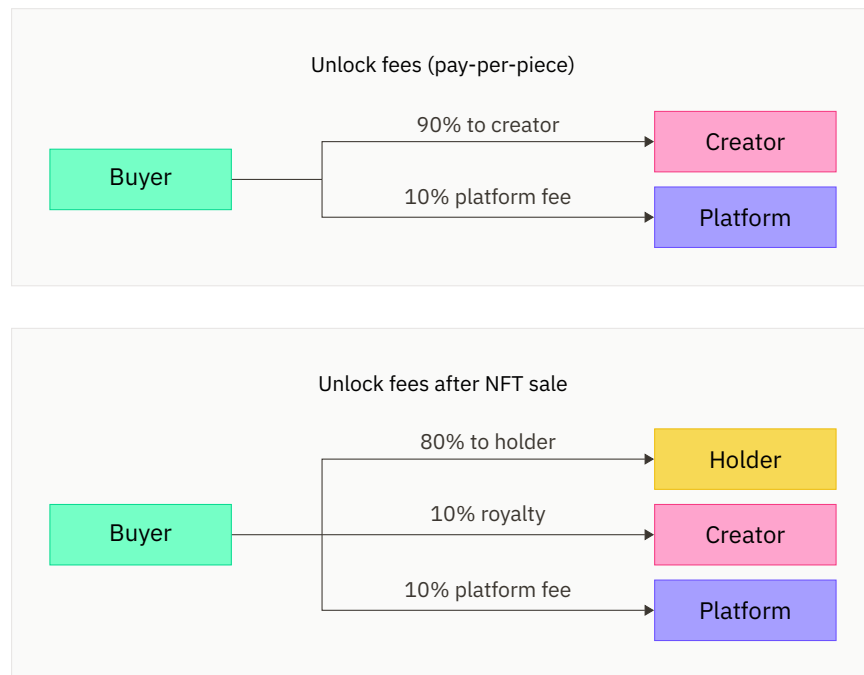 Unlock fees (pay-per-piece)
90% to creator
Creator
Buyer
10% platform fee
Platform
Unlock fees after NFT sale
80% to holder
Holder
10% royalty
Buyer
Creator
10% platform fee
Platform